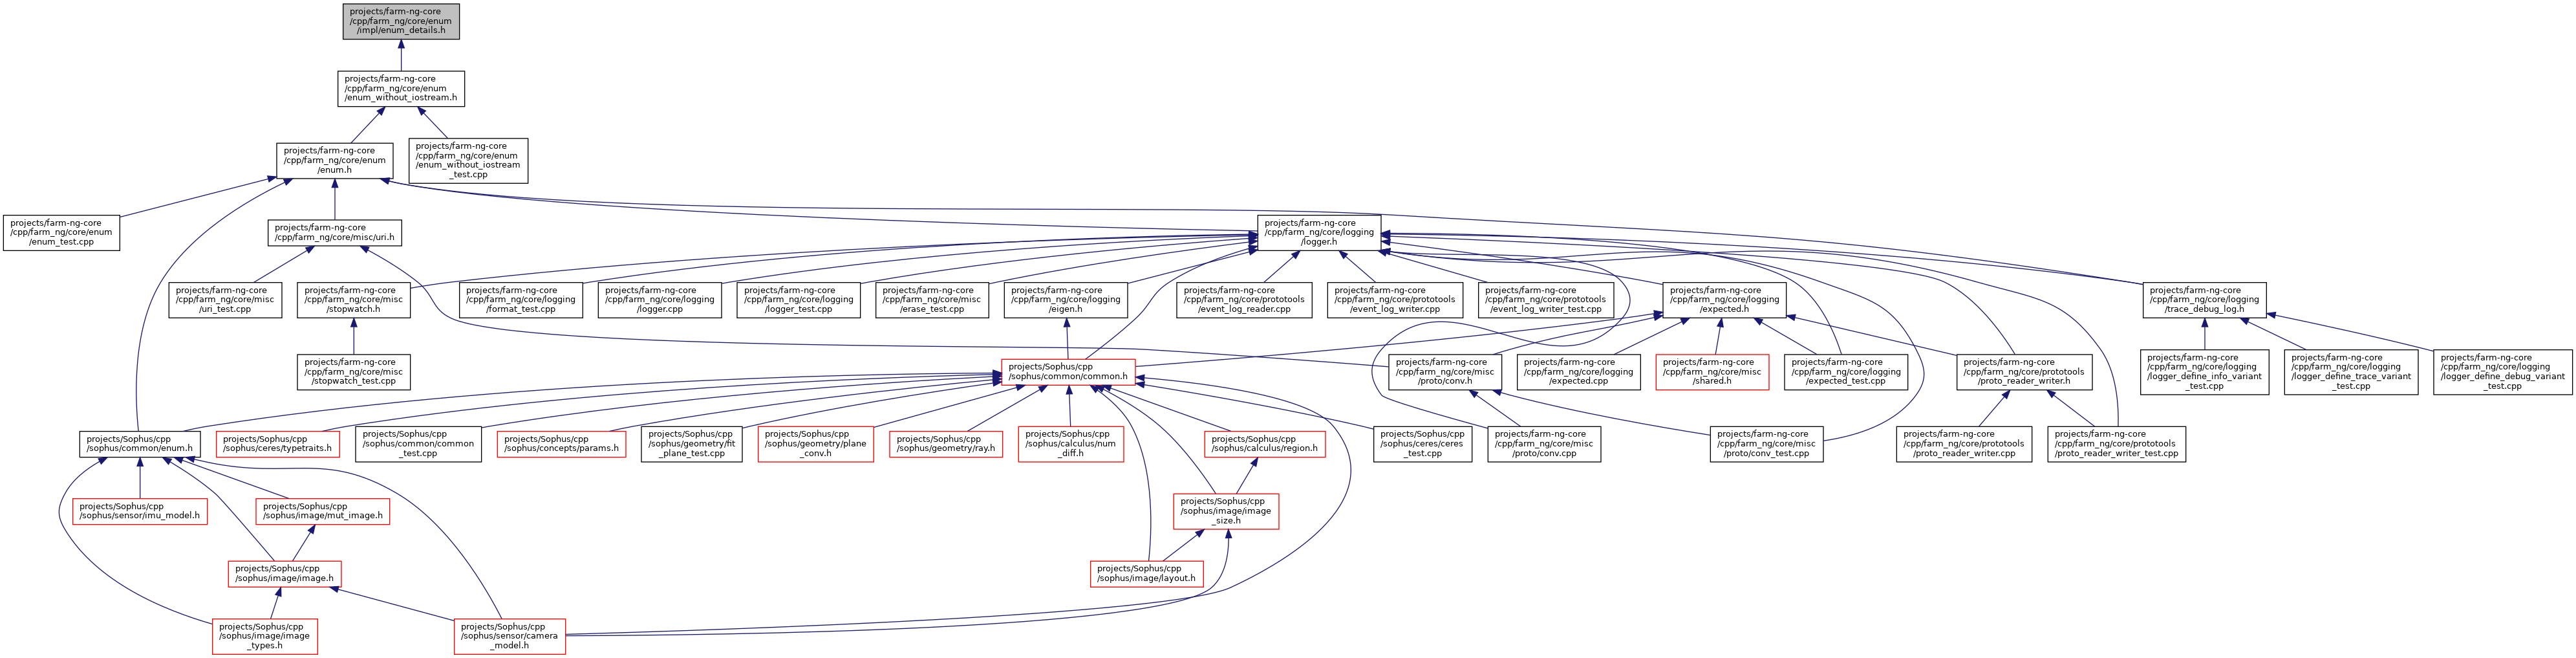 projects/farm-ng-core
/cpp/farm_ng/core/enum
/impl/enum_details.h
projects/farm-ng-core
/cpp/farm_ng/core/enum
/enum_without_iostream.h
projects/farm-ng-core
/cpp/farm_ng/core/enum
/enum.h
projects/farm-ng-core
/cpp/farm_ng/core/enum
/enum_without_iostream
_test.cpp
projects/farm-ng-core
/cpp/farm_ng/core/enum
/enum_test.cpp
projects/farm-ng-core
/cpp/farm_ng/core/misc/uri.h
projects/farm-ng-core
/cpp/farm_ng/core/logging
/logger.h
projects/farm-ng-core
/cpp/farm_ng/core/misc
/uri_test.cpp
projects/farm-ng-core
/cpp/farm_ng/core/misc
/stopwatch.h
projects/farm-ng-core
/cpp/farm_ng/core/logging
/format_test.cpp
projects/farm-ng-core
/cpp/farm_ng/core/logging
/logger.cpp
projects/farm-ng-core
/cpp/farm_ng/core/logging
/logger_test.cpp
projects/farm-ng-core
/cpp/farm_ng/core/misc
/erase_test.cpp
projects/farm-ng-core
/cpp/farm_ng/core/logging
/eigen.h
projects/farm-ng-core
/cpp/farm_ng/core/prototools
/event_log_reader.cpp
projects/farm-ng-core
/cpp/farm_ng/core/prototools
/event_log_writer.cpp
projects/farm-ng-core
/cpp/farm_ng/core/prototools
/event_log_writer_test.cpp
projects/farm-ng-core
/cpp/farm_ng/core/logging
/expected.h
projects/farm-ng-core
/cpp/farm_ng/core/logging
/trace_debug_log.h
projects/farm-ng-core
/cpp/farm_ng/core/misc
/stopwatch_test.cpp
projects/Sophus/cpp
/sophus/common/common.h
projects/farm-ng-core
/cpp/farm_ng/core/misc
/proto/conv.h
projects/farm-ng-core
/cpp/farm_ng/core/logging
/expected.cpp
projects/farm-ng-core
/cpp/farm_ng/core/misc
/shared.h
projects/farm-ng-core
/cpp/farm_ng/core/logging
/expected_test.cpp
projects/farm-ng-core
/cpp/farm_ng/core/prototools
/proto_reader_writer.h
projects/farm-ng-core
/cpp/farm_ng/core/logging
/logger_define_info_variant
_test.cpp
projects/farm-ng-core
/cpp/farm_ng/core/logging
/logger_define_trace_variant
_test.cpp
projects/farm-ng-core
/cpp/farm_ng/core/logging
/logger_define_debug_variant
_test.cpp
projects/Sophus/cpp
/sophus/common/enum.h
projects/Sophus/cpp
/sophus/ceres/typetraits.h
projects/Sophus/cpp
/sophus/common/common
_test.cpp
projects/Sophus/cpp
/sophus/concepts/params.h
projects/Sophus/cpp
/sophus/geometry/fit
_plane_test.cpp
projects/Sophus/cpp
/sophus/geometry/plane
_conv.h
projects/Sophus/cpp
/sophus/geometry/ray.h
projects/Sophus/cpp
/sophus/calculus/num
_diff.h
projects/Sophus/cpp
/sophus/calculus/region.h
projects/Sophus/cpp
/sophus/ceres/ceres
_test.cpp
projects/farm-ng-core
/cpp/farm_ng/core/misc
/proto/conv.cpp
projects/farm-ng-core
/cpp/farm_ng/core/misc
/proto/conv_test.cpp
projects/farm-ng-core
/cpp/farm_ng/core/prototools
/proto_reader_writer.cpp
projects/farm-ng-core
/cpp/farm_ng/core/prototools
/proto_reader_writer_test.cpp
projects/Sophus/cpp
/sophus/sensor/imu_model.h
projects/Sophus/cpp
/sophus/image/mut_image.h
projects/Sophus/cpp
/sophus/image/image
_size.h
projects/Sophus/cpp
/sophus/image/image.h
projects/Sophus/cpp
/sophus/image/layout.h
projects/Sophus/cpp
/sophus/image/image
_types.h
projects/Sophus/cpp
/sophus/sensor/camera
_model.h